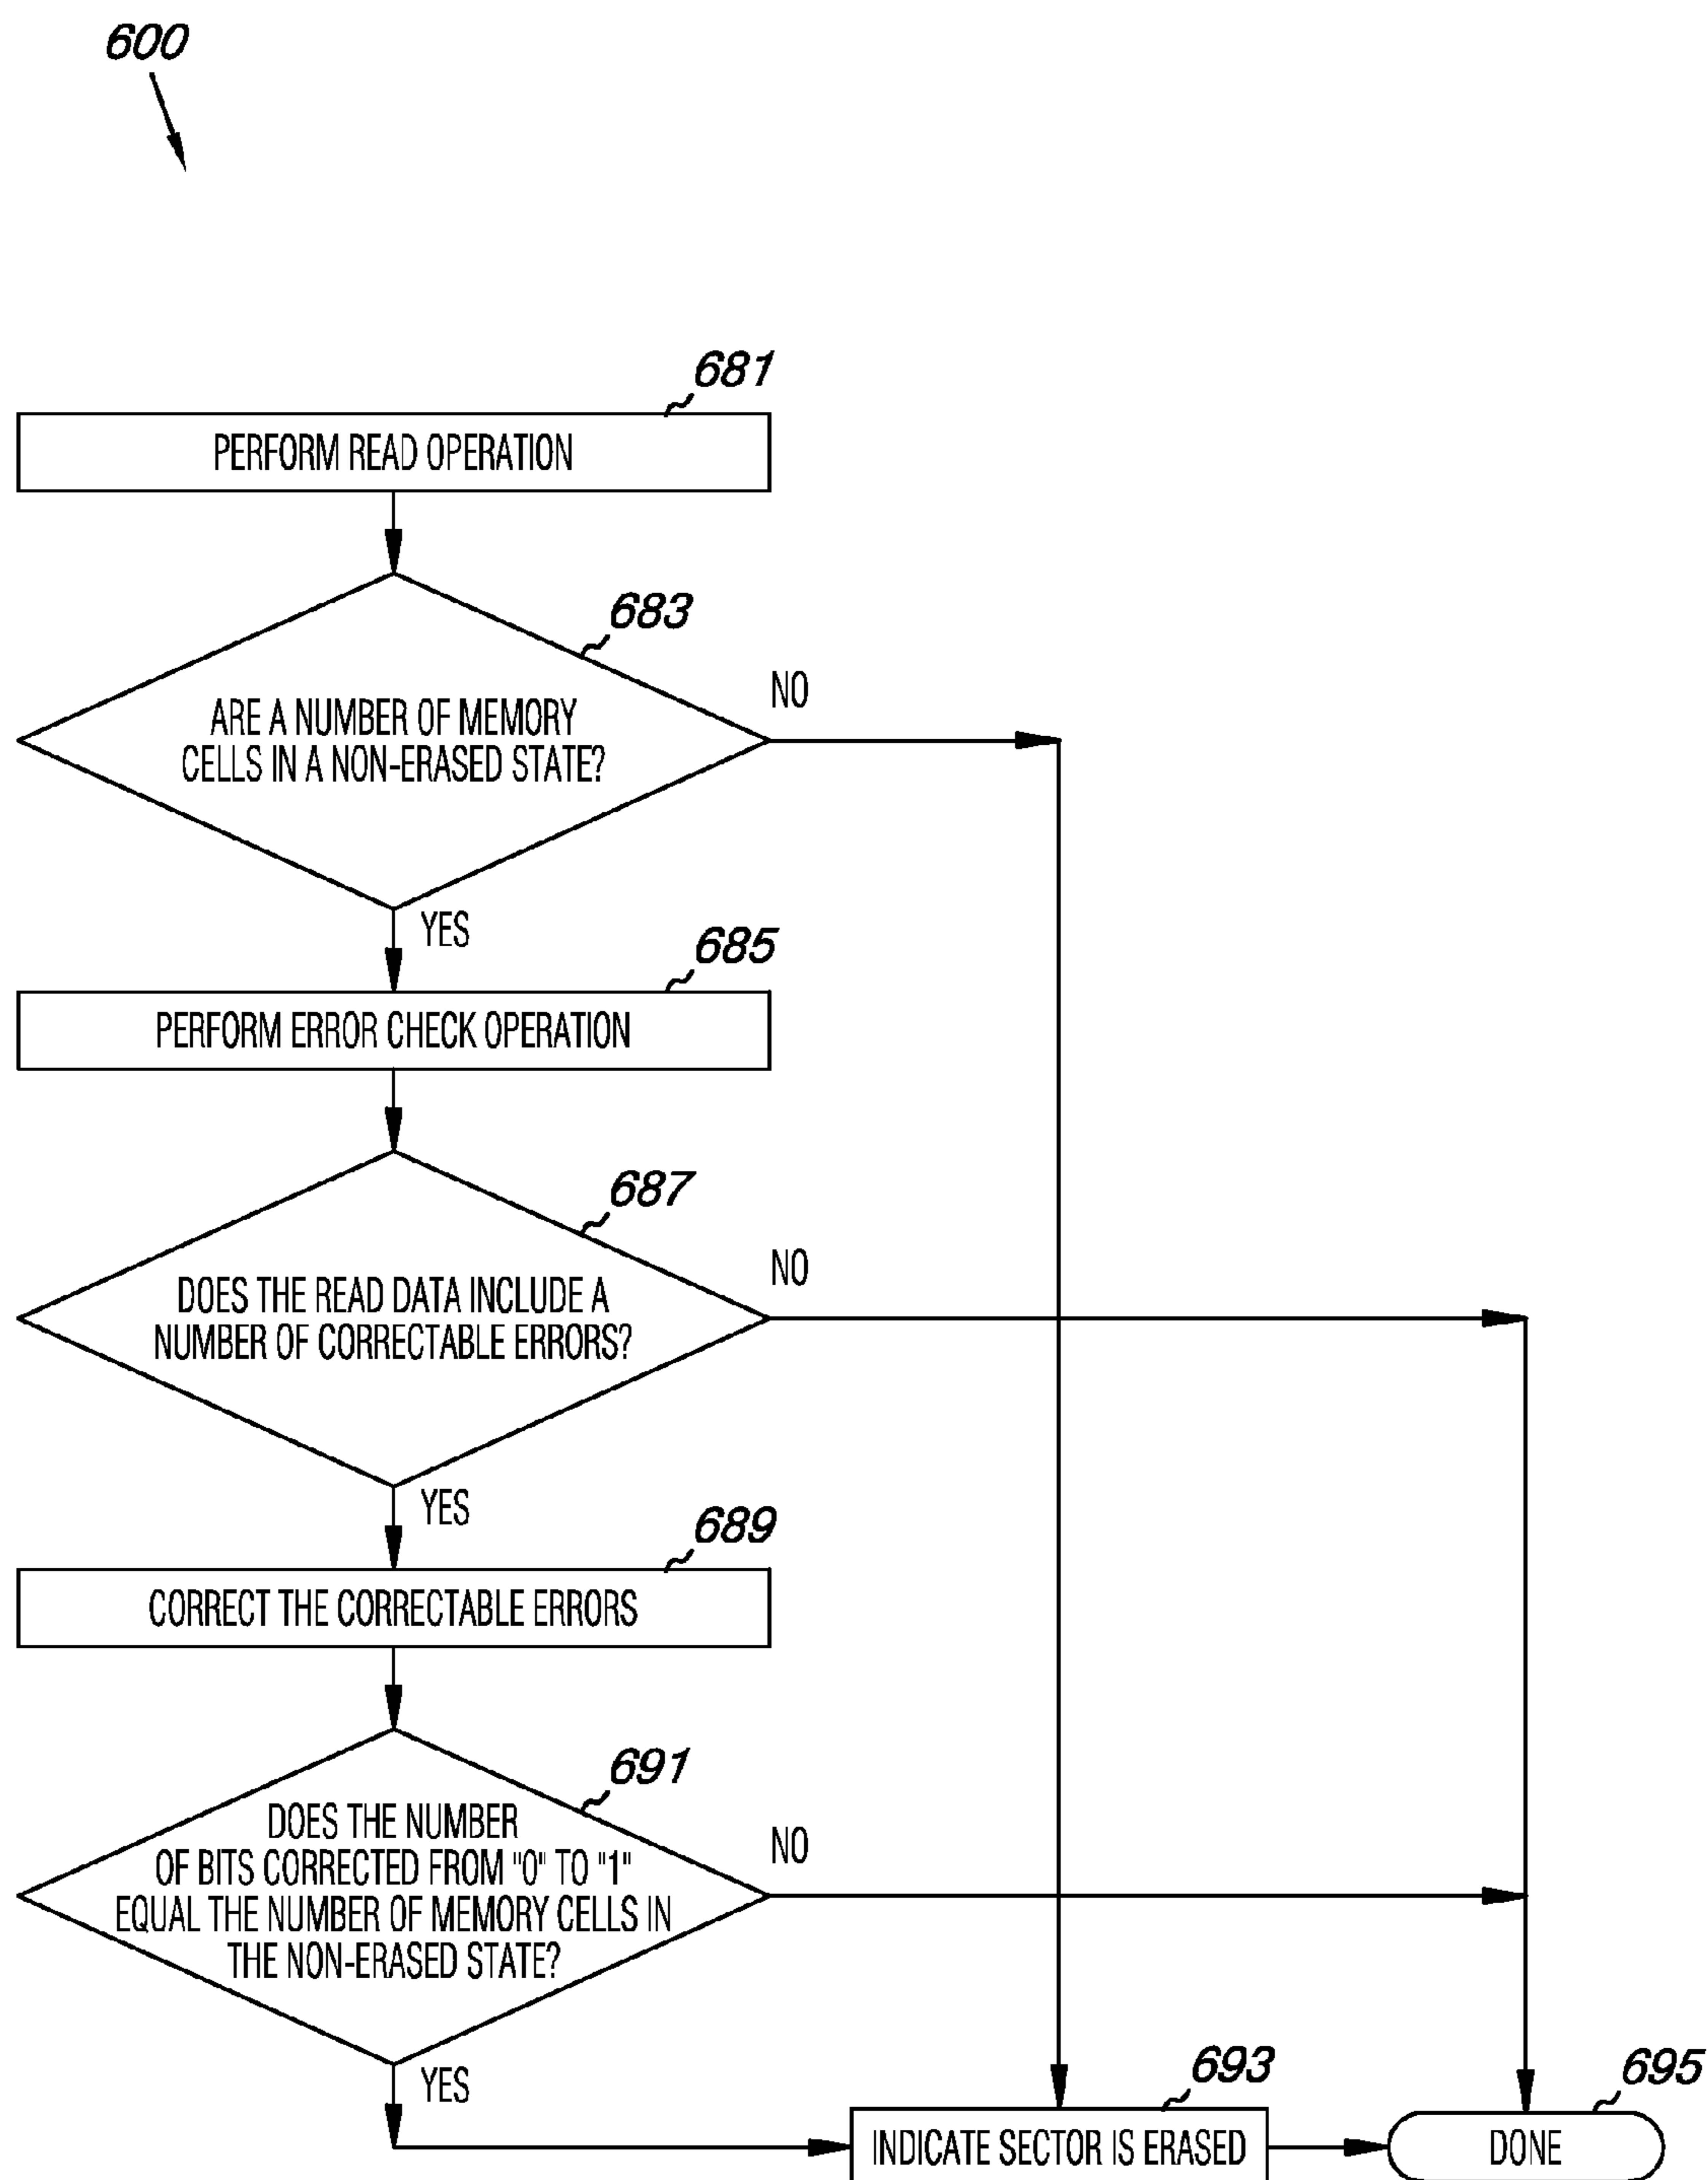 600
681
PERFORM READ OPERATION
683
ARE A NUMBER OF MEMORY
CELLS IN A NON-ERASED STATE?
NO
YES
685
PERFORM ERROR CHECK OPERATION
687
DOES THE READ DATA INCLUDE A
NUMBER OF CORRECTABLE ERRORS?
NO
YES
689
CORRECT THE CORRECTABLE ERRORS
691
DOES THE NUMBER
OF BITS CORRECTED FROM "0" TO "1"
EQUAL THE NUMBER OF MEMORY CELLS IN
THE NON-ERASED STATE?
NO
YES
693
INDICATE SECTOR IS ERASED
695
DONE